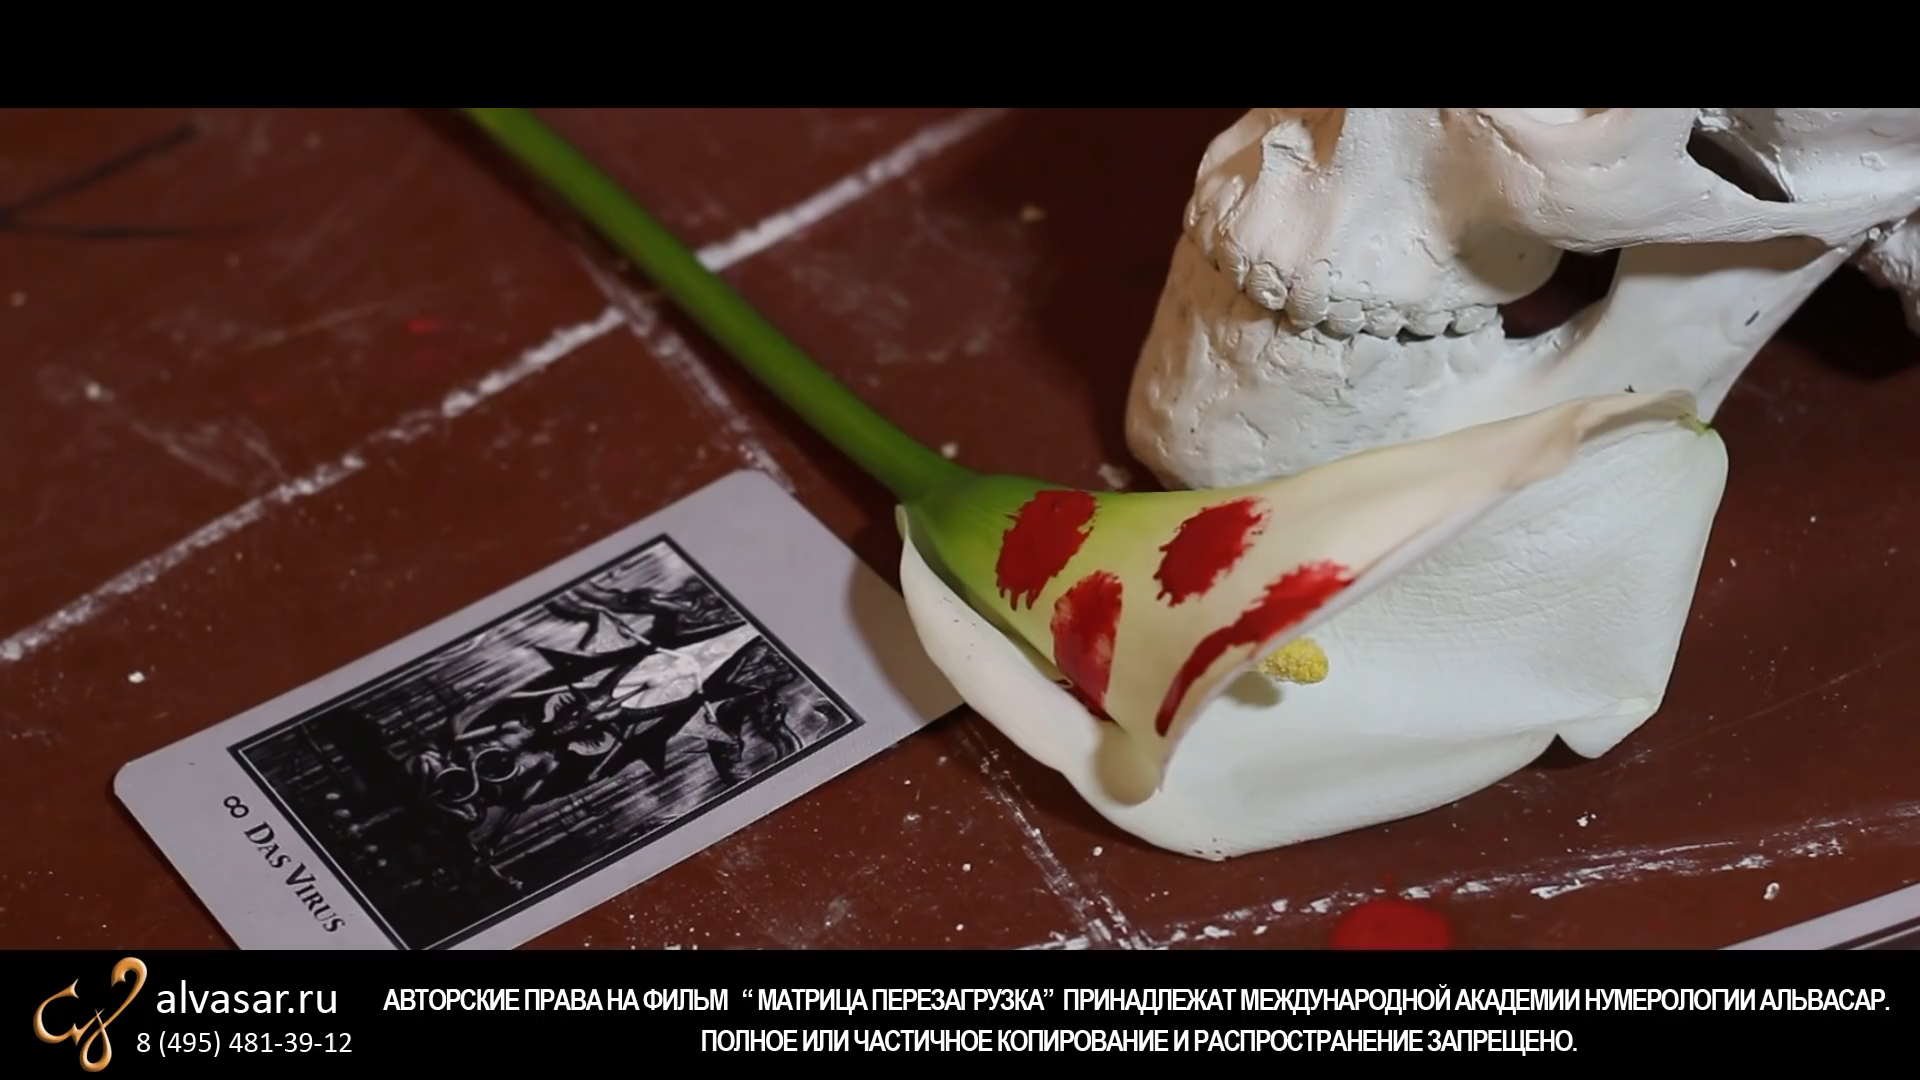 ∞ DAS VIRUS
alvasar.ru
8 (495) 481-39-12
АВТОРСКИЕ ПРАВА НА ФИЛЬМ “ МАТРИЦА ПЕРЕЗАГРУЗКА” ПРИНАДЛЕЖАТ МЕЖДУНАРОДНОЙ АКАДЕМИИ НУМЕРОЛОГИИ АЛЬВАСАР.
ПОЛНОЕ ИЛИ ЧАСТИЧНОЕ КОПИРОВАНИЕ И РАСПРОСТРАНЕНИЕ ЗАПРЕЩЕНО.